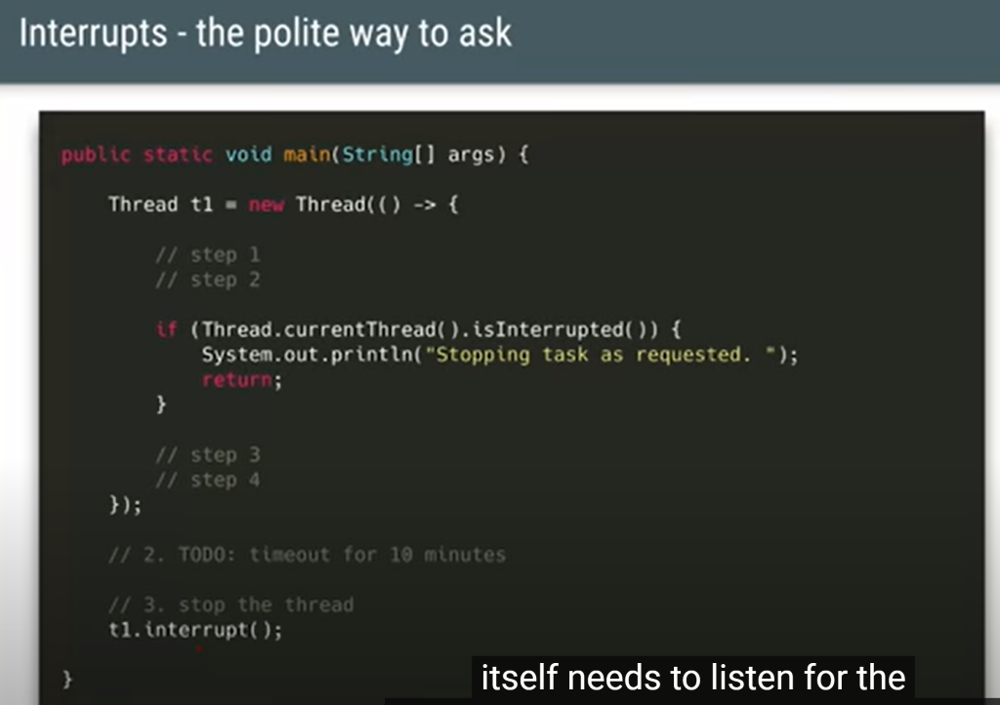 Interrupts - the polite way to ask
public static void main(String[] args) {
Thread t1 = new Thread(() -> {
// step 1
// step 2
if (Thread.currentThread().isInterrupted()) {
System.out.println("Stopping task as requested. ");
return;
}
// step 3
// step 4
});
// 2. TODO: timeout for 10 minutes
// 3. stop the thread
t1.interrupt();
}
itself needs to listen for the